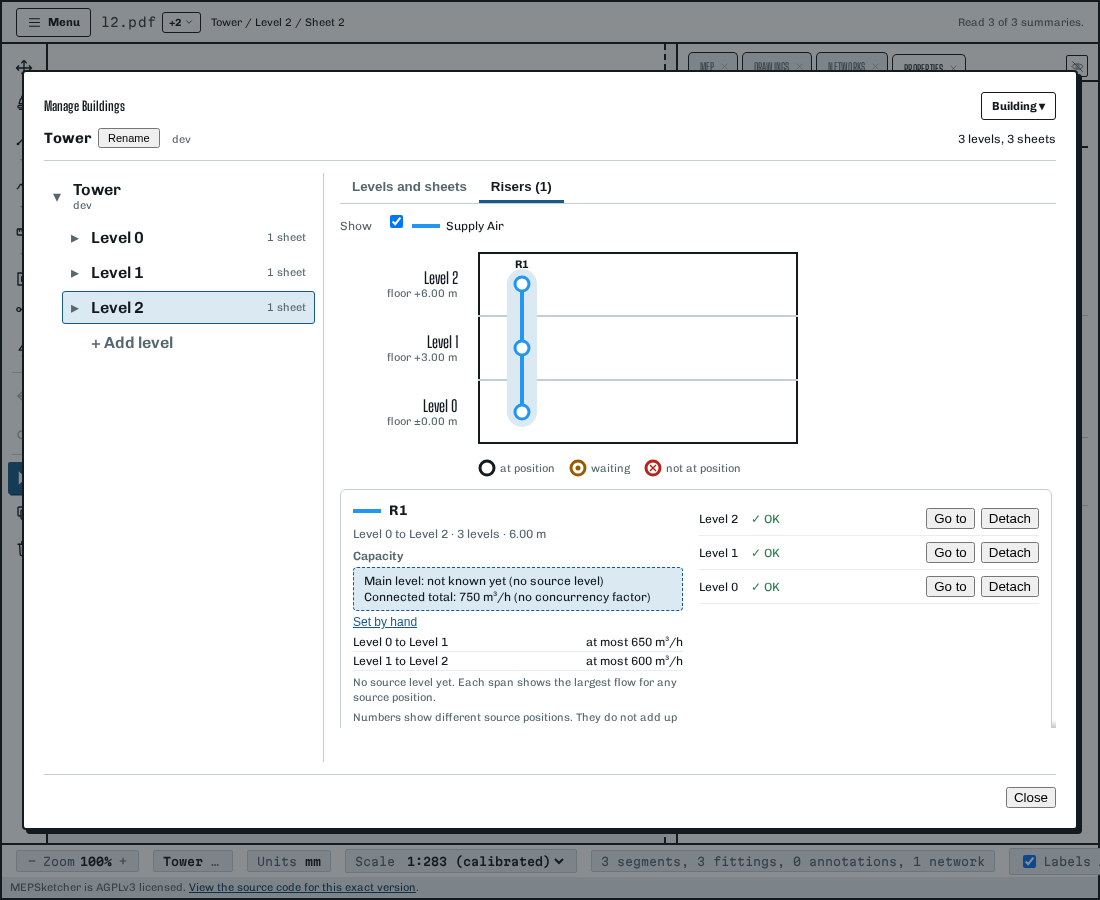 Menu l2.pdf +2 Tower / Level 2 / Sheet 2 Read 3 of 3 summaries.
MEP DRAWINGS NETWORKS PROPERTIES
Manage Buildings Building ▾
Tower Rename dev 3 levels, 3 sheets
▼ Tower
dev
▶ Level 0 1 sheet
▶ Level 1 1 sheet
▶ Level 2 1 sheet
+ Add level
Levels and sheets Risers (1)
Show Supply Air
R1
Level 2
floor +6.00 m
Level 1
floor +3.00 m
Level 0
floor ±0.00 m
at position waiting not at position
R1
Level 0 to Level 2 · 3 levels · 6.00 m
Capacity
Main level: not known yet (no source level)
Connected total: 750 m³/h (no concurrency factor)
Set by hand
Level 0 to Level 1 at most 650 m³/h
Level 1 to Level 2 at most 600 m³/h
No source level yet. Each span shows the largest flow for any
source position.
Numbers show different source positions. They do not add up
Level 2 ✓ OK Go to Detach
Level 1 ✓ OK Go to Detach
Level 0 ✓ OK Go to Detach
Close
− Zoom 100% + Tower … Units mm Scale 1:283 (calibrated) 3 segments, 3 fittings, 0 annotations, 1 network Labels
MEPSketcher is AGPLv3 licensed. View the source code for this exact version.